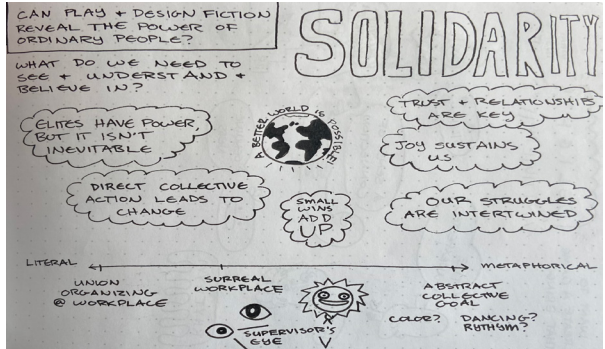 CAN PLAY + DESIGN FICTION
REVEAL THE POWER OF
ORDINARY PEOPLE?
SOLIDARITY
WHAT DO WE NEED TO
SEE + UNDERSTAND +
BELIEVE IN?
ELITES HAVE POWER,
BUT IT ISN'T
INEVITABLE
A BETTER WORLD IS POSSIBLE!
TRUST + RELATIONSHIPS
ARE KEY
JOY SUSTAINS
US
DIRECT COLLECTIVE
ACTION LEADS TO
CHANGE
SMALL
WINS
ADD
UP
OUR STRUGGLES
ARE INTERTWINED
LITERAL
METAPHORICAL
UNION
ORGANIZING
@ WORKPLACE
SURREAL
WORKPLACE
SUPERVISOR'S
EYE
ABSTRACT
COLLECTIVE
GOAL
COLOR? DANCING?
RYTHYM?